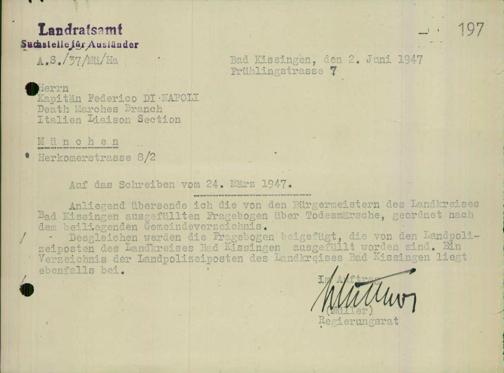 Landratsamt
Suchstelle für Ausländer
197
A.S./37/Mü/Ha
Bad Kissingen, den 2. Juni 1947
Frühlingstrasse 7
Herrn
Kapitän Federico DI NAPOLI
Death Marches Branch
Italien Liaison Section
München
Herkomerstrasse 8/2
Auf das Schreiben vom 24. März 1947.
Anliegend übersende ich die von den Bürgermeistern des Landkreises
Bad Kissingen ausgefüllten Fragebogen über Todesmärsche, geordnet nach
dem beiliegenden Gemeindeverzeichnis.
Desgleichen werden die Fragebogen beigefügt, die von den Landpoli-
zeiposten des Landkreises Bad Kissingen ausgefüllt worden sind. Ein
Verzeichnis der Landpolizeiposten des Landkreises Bad Kissingen liegt
ebenfalls bei.
Im Auftrag
(Müller)
Regierungsrat